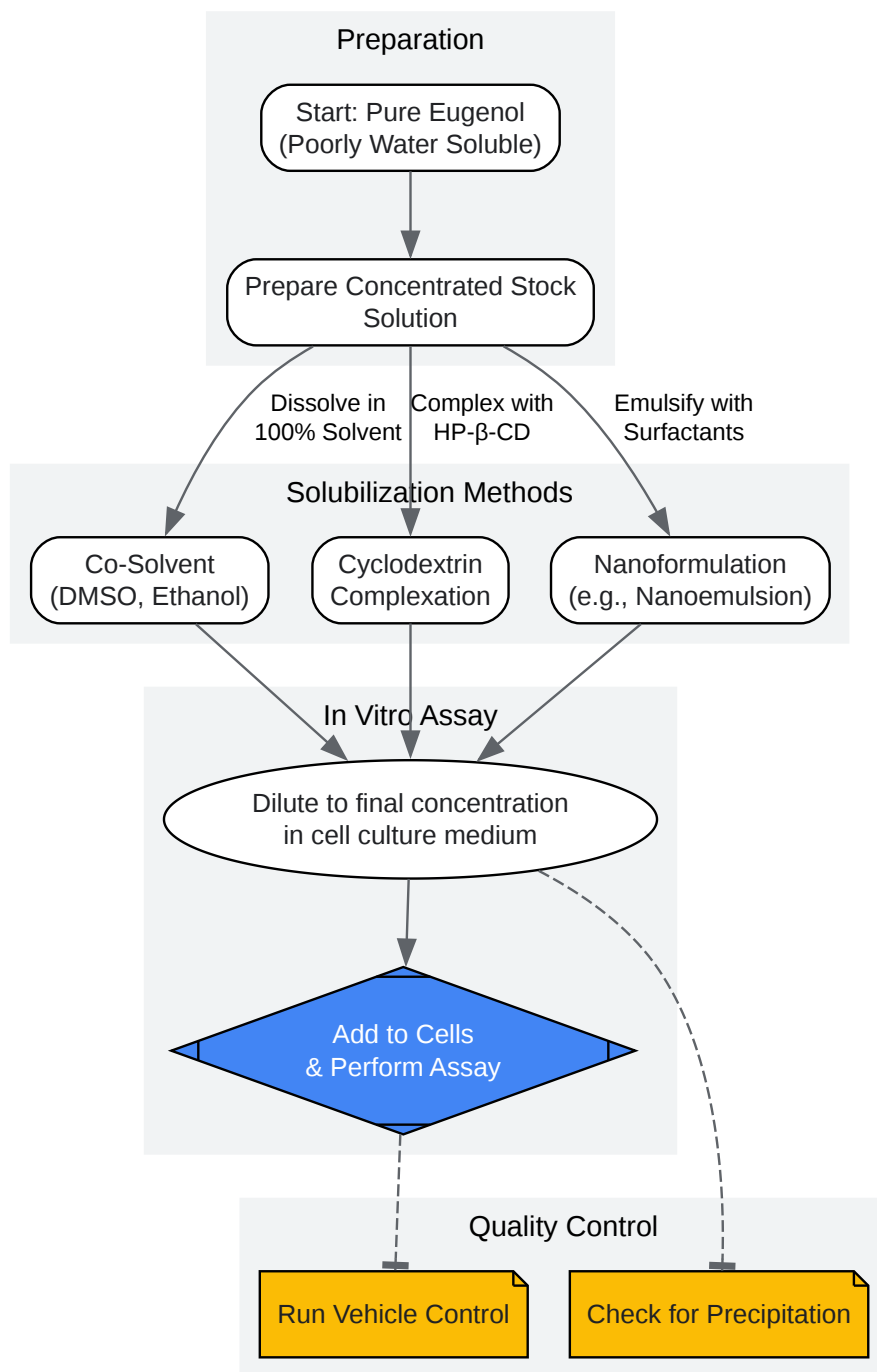 Preparation
Start: Pure Eugenol
(Poorly Water Soluble)
Prepare Concentrated Stock
Solution
Dissolve in
100% Solvent
Complex with
HP-β-CD
Emulsify with
Surfactants
Solubilization Methods
Co-Solvent
(DMSO, Ethanol)
Cyclodextrin
Complexation
Nanoformulation
(e.g., Nanoemulsion)
In Vitro Assay
Dilute to final concentration
in cell culture medium
Add to Cells
& Perform Assay
Quality Control
Run Vehicle Control
Check for Precipitation